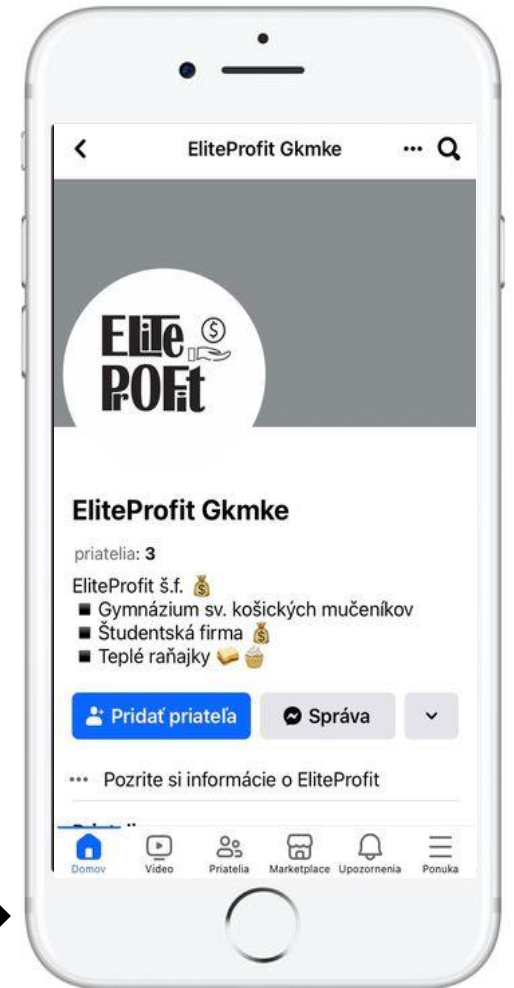 EliteProfit Gkmke
ELiTe
PrOFit
EliteProfit Gkmke
priatelia: 3
EliteProfit š.f. 💰
▪ Gymnázium sv. košických mučeníkov
▪ Študentská firma 💰
▪ Teplé raňajky 🥪🧁
Pridať priateľa
Správa
Pozrite si informácie o EliteProfit
Domov
Video
Priatelia
Marketplace
Upozornenia
Ponuka